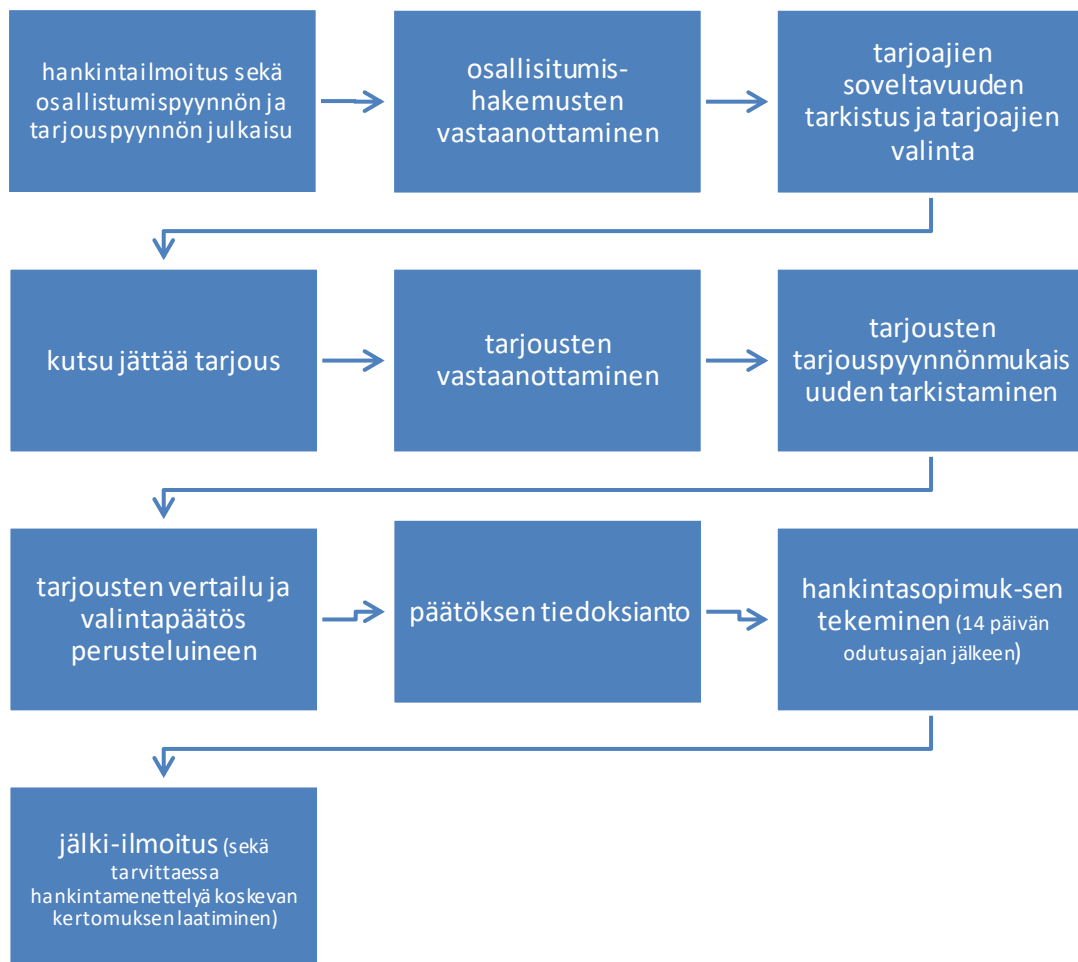 hankintailmoitus sekä
osallistumispyynnön ja
tarjouspyynnön julkaisu
osallisitumis-
hakemusten
vastaanottaminen
tarjoajien
soveltavuuden
tarkistus ja tarjoajien
valinta
kutsu jättää tarjous
tarjousten
vastaanottaminen
tarjousten
tarjouspyynnönmukais
uuden tarkistaminen
tarjousten vertailu ja
valintapäätös
perusteluineen
päätöksen tiedoksianto
hankintasopimuk-sen
tekeminen (14 päivän
odutusajan jälkeen)
jälki-ilmoitus (sekä
tarvittaessa
hankintamenettelyä koskevan
kertomuksen laatiminen)